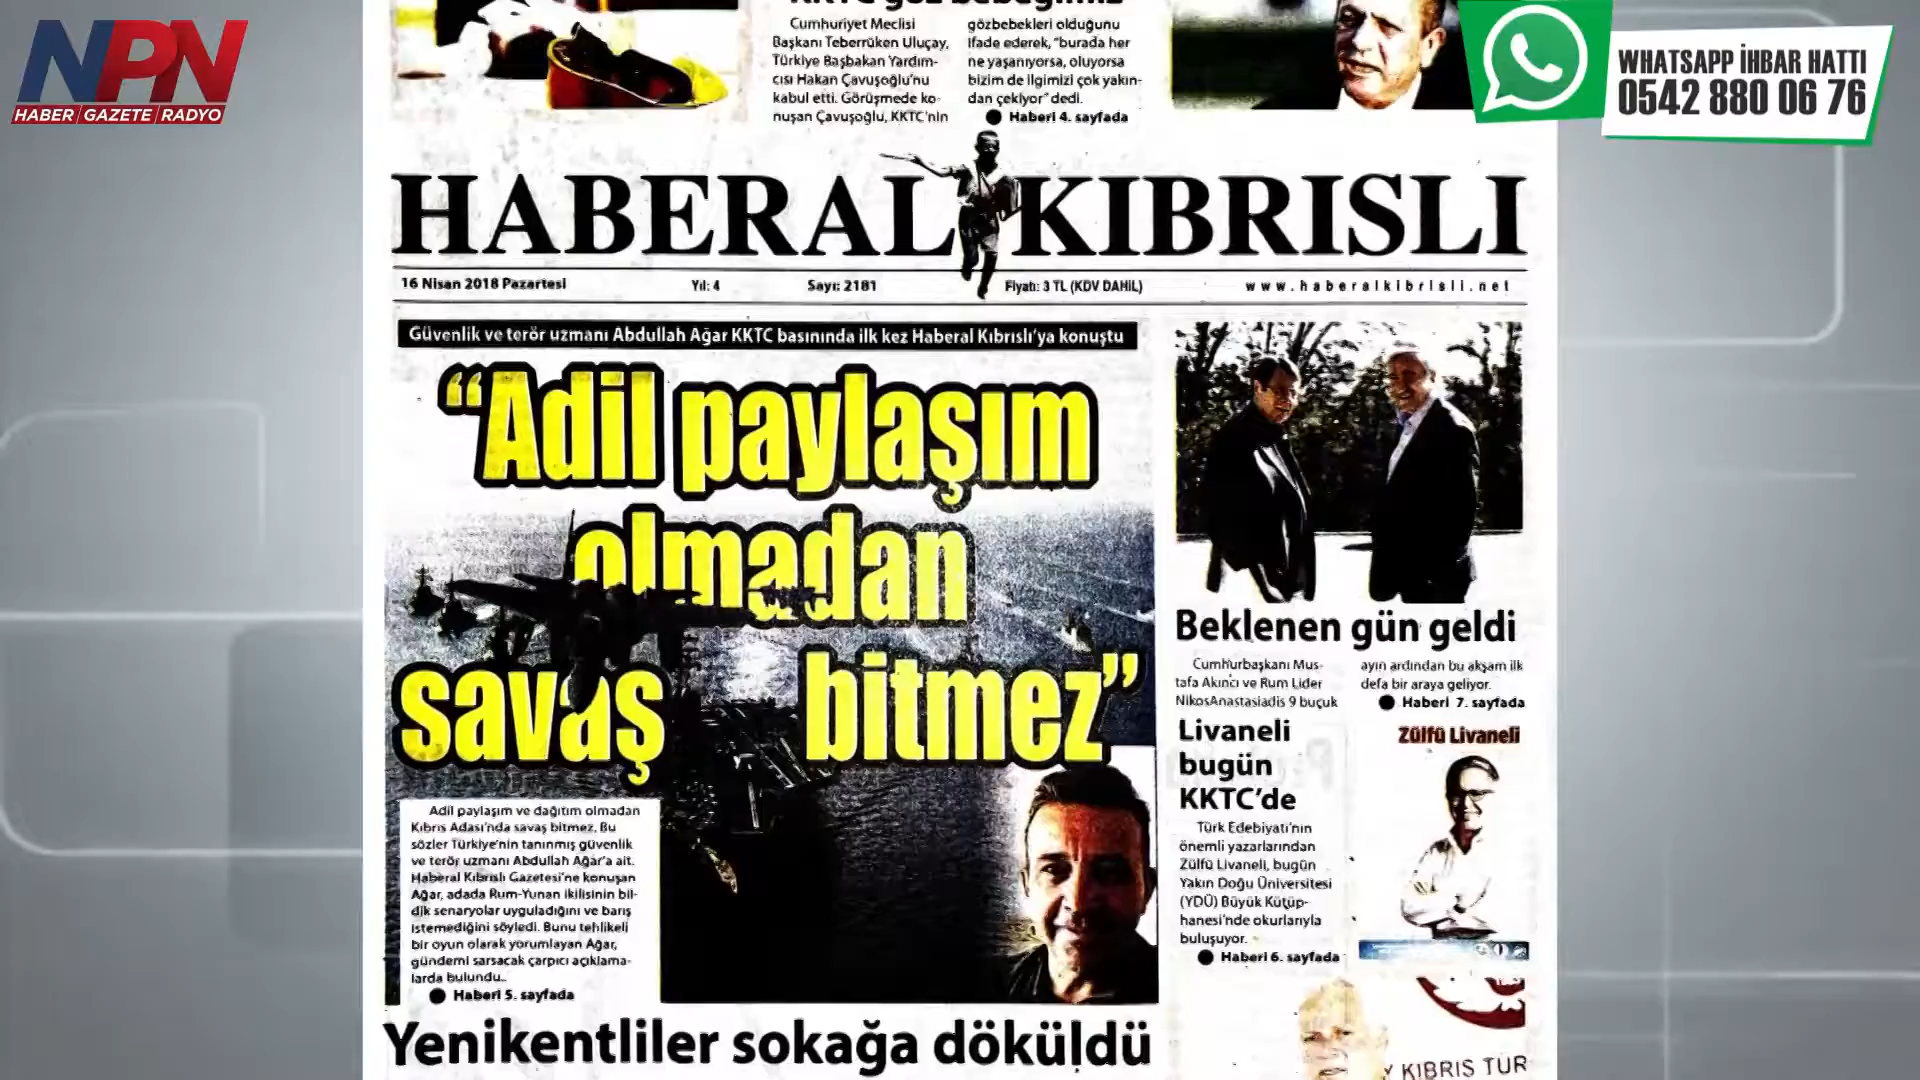 NPN
HABER GAZETE RADYO
WHATSAPP İHBAR HATTI
0542 880 06 76
Cumhuriyet Meclisi
Başkanı Teberrüken Uluçay,
Türkiye Başbakan Yardım-
cısı Hakan Çavuşoğlu'nu
kabul etti. Görüşmede ko-
nuşan Çavuşoğlu, KKTC'nin
gözbebekleri olduğunu
ifade ederek, "burada her
ne yaşanıyorsa, oluyorsa
bizim de ilgimizi çok yakın-
dan çekiyor" dedi.
Haberi 4. sayfada
HABERAL KIBRISLI
16 Nisan 2018 Pazartesi
Yıl: 4
Sayı: 2181
Fiyatı: 3 TL (KDV DAHİL)
www.haberalkibrisli.net
Güvenlik ve terör uzmanı Abdullah Ağar KKTC basınında ilk kez Haberal Kıbrıslı'ya konuştu
"Adil paylaşım
olmadan
savaş bitmez"
Adil paylaşım ve dağıtım olmadan
Kıbrıs Adası'nda savaş bitmez. Bu
sözler Türkiye'nin tanınmış güvenlik
ve terör uzmanı Abdullah Ağar'a ait.
Haberal Kıbrıslı Gazetesi'ne konuşan
Ağar, adada Rum-Yunan ikilisinin bil-
dik senaryolar uyguladığını ve barış
istemediğini söyledi. Bunu tehlikeli
bir oyun olarak yorumlayan Ağar,
gündemi sarsacak çarpıcı açıklama-
larda bulundu..
Haberi 5. sayfada
Yenikentliler sokağa döküldü
Beklenen gün geldi
Cumhurbaşkanı Mus-
tafa Akıncı ve Rum Lider
NikosAnastasiadis 9 buçuk
ayın ardından bu akşam ilk
defa bir araya geliyor.
Haberi 7. sayfada
Livaneli
bugün
KKTC'de
Zülfü Livaneli
Türk Edebiyatı'nın
önemli yazarlarından
Zülfü Livaneli, bugün
Yakın Doğu Üniversitesi
(YDÜ) Büyük Kütüp-
hanesi'nde okurlarıyla
buluşuyor.
Haberi 6. sayfada
KIBRIS TÜR